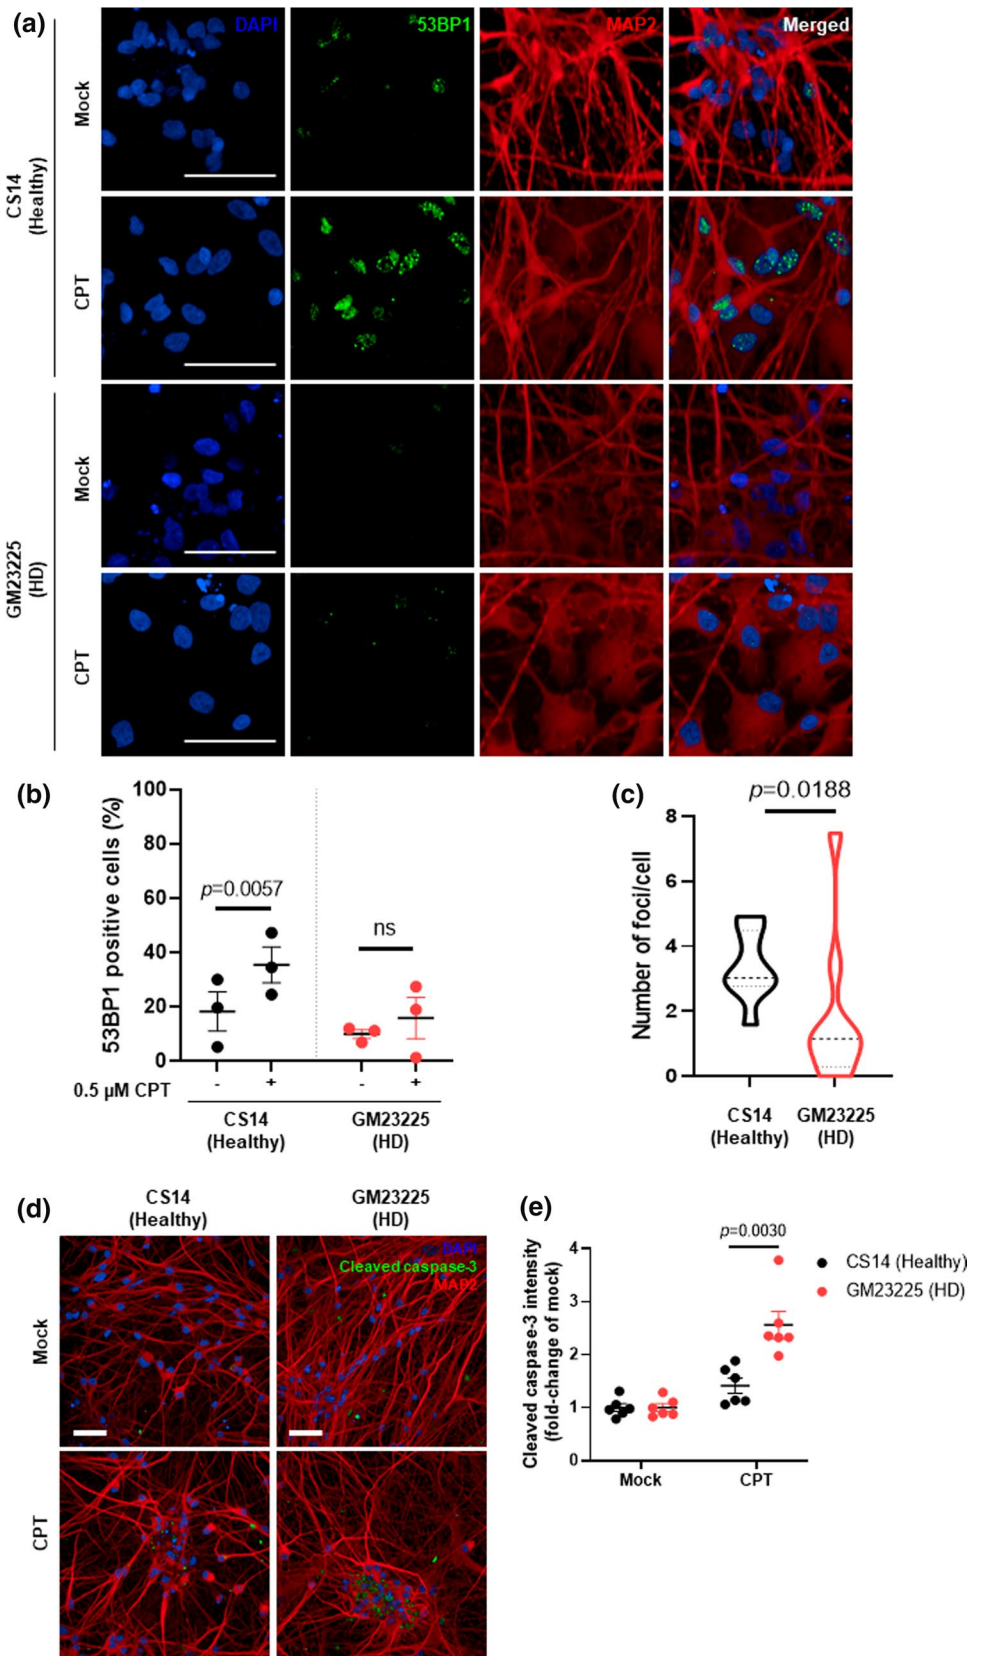 (a)
DAPI
53BP1
MAP2
Merged
CS14
(Healthy)
Mock
CPT
GM23225
(HD)
Mock
CPT
(b)
53BP1 positive cells (%)
100
80
60
40
20
0
p=0.0057
ns
0.5 µM CPT
- + - +
CS14
(Healthy)
GM23225
(HD)
(c)
p=0.0188
Number of foci/cell
8
6
4
2
0
CS14
(Healthy)
GM23225
(HD)
(d)
CS14
(Healthy)
GM23225
(HD)
DAPI
Cleaved caspase-3
MAP2
Mock
CPT
(e)
p=0.0030
Cleaved caspase-3 intensity
(fold-change of mock)
4
3
2
1
0
Mock
CPT
CS14 (Healthy)
GM23225 (HD)